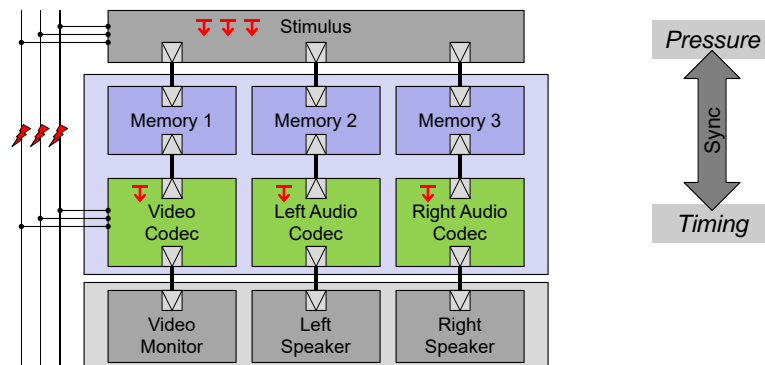 Stimulus
Pressure
Memory 1
Memory 2
Memory 3
Sync
Video
Codec
Left Audio
Codec
Right Audio
Codec
Timing
Video
Monitor
Left
Speaker
Right
Speaker